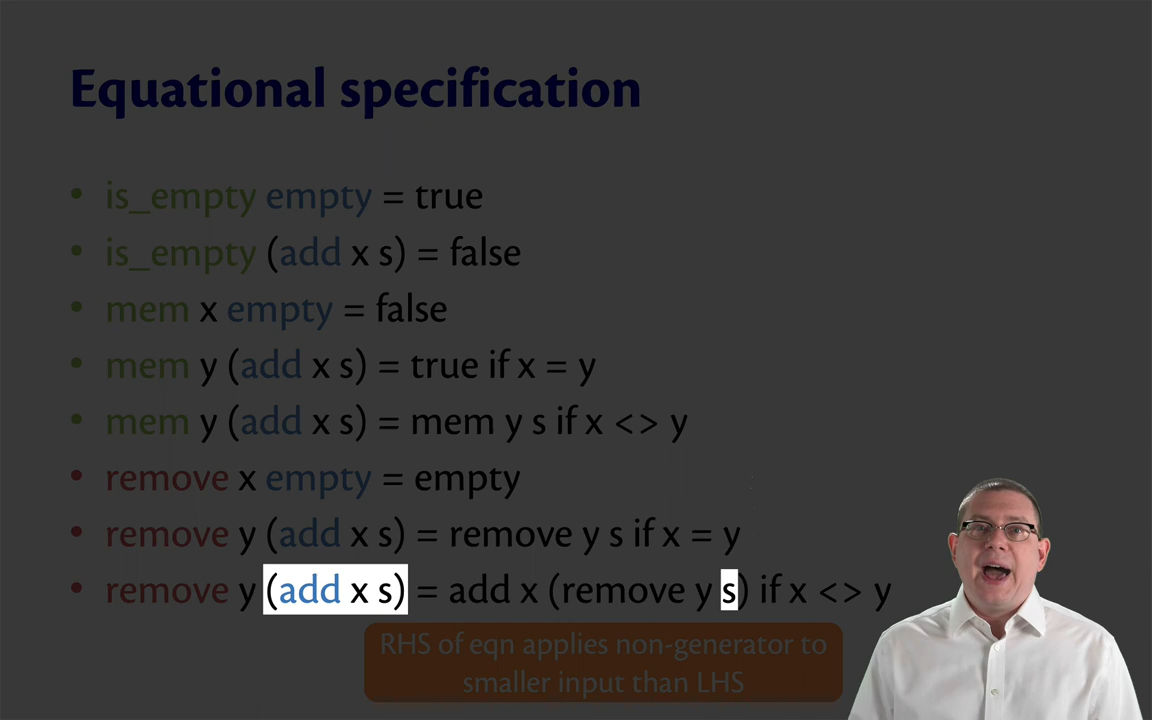 Equational specification
• is_empty empty = true
• is_empty (add x s) = false
• mem x empty = false
• mem y (add x s) = true if x = y
• mem y (add x s) = mem y s if x <> y
• remove x empty = empty
• remove y (add x s) = remove y s if x = y
• remove y (add x s) = add x (remove y s) if x <> y
RHS of eqn applies non-generator to
smaller input than LHS